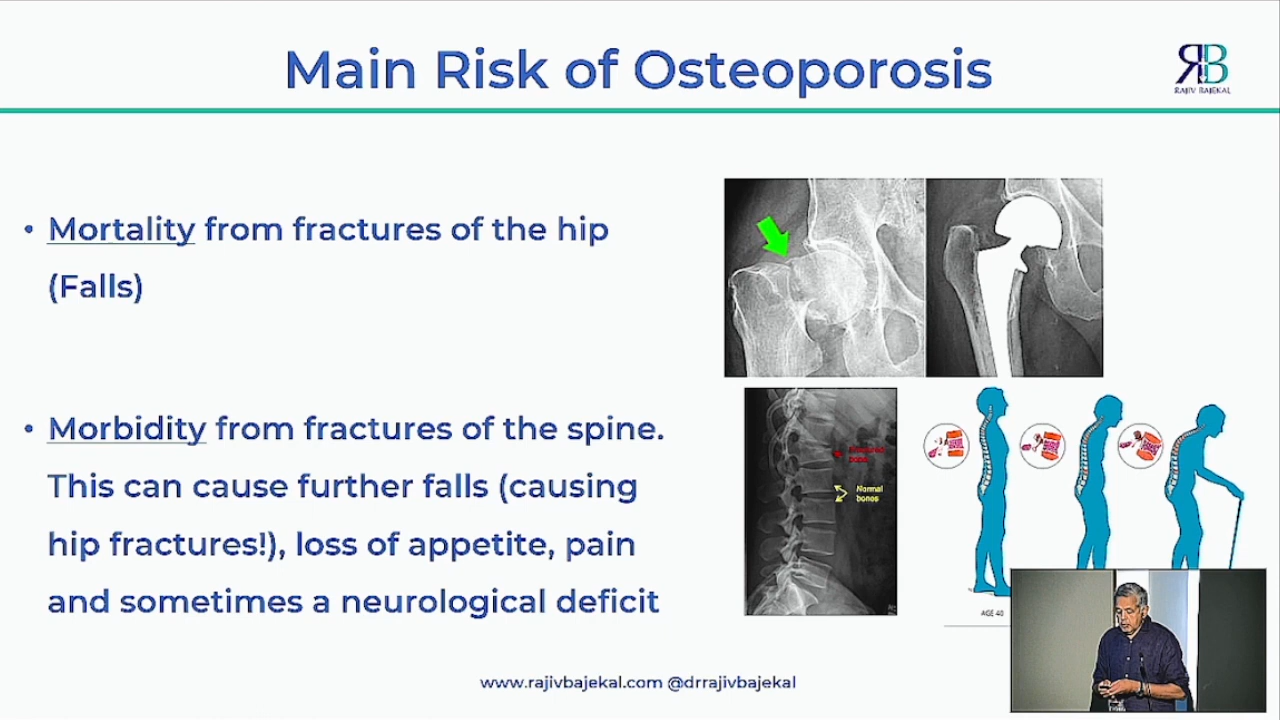 Main Risk of Osteoporosis
RB
RAJIV BAJEKAL
• Mortality from fractures of the hip
(Falls)
• Morbidity from fractures of the spine.
This can cause further falls (causing
hip fractures!), loss of appetite, pain
and sometimes a neurological deficit
Normal
bones
AGE 40
www.rajivbajekal.com @drrajivbajekal